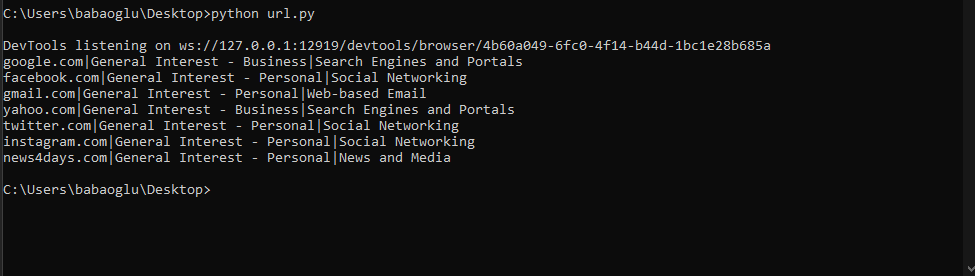 C:\Users\babaoglu\Desktop>python url.py
DevTools listening on ws://127.0.0.1:12919/devtools/browser/4b60a049-6fc0-4f14-b44d-1bc1e28b685a
google.com|General Interest - Business|Search Engines and Portals
facebook.com|General Interest - Personal|Social Networking
gmail.com|General Interest - Personal|Web-based Email
yahoo.com|General Interest - Business|Search Engines and Portals
twitter.com|General Interest - Personal|Social Networking
instagram.com|General Interest - Personal|Social Networking
news4days.com|General Interest - Personal|News and Media
C:\Users\babaoglu\Desktop>